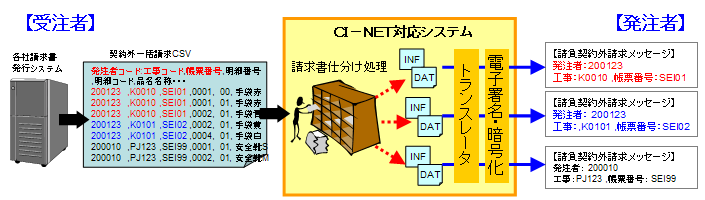 【受注者】
各社請求書
発行システム
契約外一括請求CSV
発注者コード,工事コード,帳票番号,明細番号
,明細コード,品名名称・・・
200123 ,K0010 ,SEI01 ,0001, 00, 手袋赤
200123 ,K0010 ,SEI01 ,0001, 01, 手袋赤
200123 ,K0010 ,SEI01 ,0002, 01, 手袋青
200123 ,K0101 ,SEI02 ,0002, 01, 手袋黄
200123 ,K0101 ,SEI02 ,0004, 01, 手袋白
200010 ,PJ123 ,SEI99 ,0001, 01, 安全靴S
200010 ,PJ123 ,SEI99 ,0002, 01, 安全靴M
CI－NET対応システム
請求書仕分け処理
INF
DAT
INF
DAT
INF
DAT
トランスレータ
電子署名・暗号化
【発注者】
【請負契約外請求メッセージ】
発注者：200123
工事：K0010 ,帳票番号：SEI01
【請負契約外請求メッセージ】
発注者： 200123
工事：K0101 ,帳票番号：SEI02
【請負契約外請求メッセージ】
発注者： 200010
工事：PJ123 ,帳票番号： SEI99